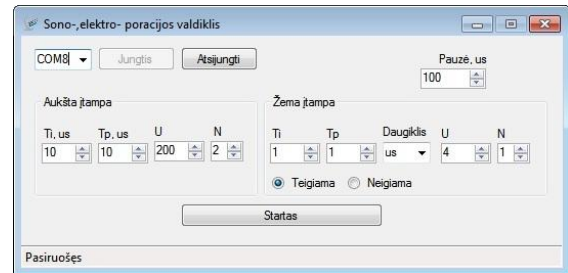 Sono-,elektro- poracijos valdiklis
COM8 Jungtis Atsijungti Pauzė, us
100
Aukšta įtampa Žema įtampa
Ti, us Tp, us U N Ti Tp Daugiklis U N
10 10 200 2 1 1 us 4 1
Teigiama Neigiama
Startas
Pasiruošęs